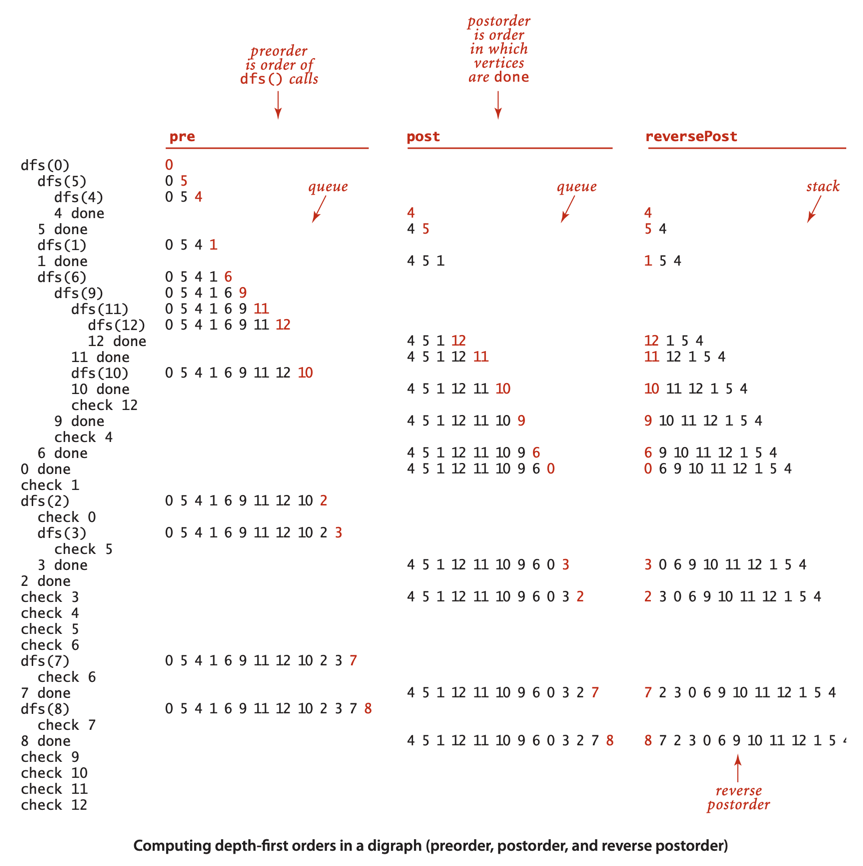 preorder
is order of
dfs() calls
postorder
is order
in which
vertices
are done
pre post reversePost
dfs(0) 0
dfs(5) 0 5
queue queue stack
dfs(4) 0 5 4
4 done 4 4
5 done 4 5 5 4
dfs(1) 0 5 4 1
1 done 4 5 1 1 5 4
dfs(6) 0 5 4 1 6
dfs(9) 0 5 4 1 6 9
dfs(11) 0 5 4 1 6 9 11
dfs(12) 0 5 4 1 6 9 11 12
12 done 4 5 1 12 12 1 5 4
11 done 4 5 1 12 11 11 12 1 5 4
dfs(10) 0 5 4 1 6 9 11 12 10
10 done 4 5 1 12 11 10 10 11 12 1 5 4
check 12
9 done 4 5 1 12 11 10 9 9 10 11 12 1 5 4
check 4
6 done 4 5 1 12 11 10 9 6 6 9 10 11 12 1 5 4
0 done 4 5 1 12 11 10 9 6 0 0 6 9 10 11 12 1 5 4
check 1
dfs(2) 0 5 4 1 6 9 11 12 10 2
check 0
dfs(3) 0 5 4 1 6 9 11 12 10 2 3
check 5
3 done 4 5 1 12 11 10 9 6 0 3 3 0 6 9 10 11 12 1 5 4
2 done
check 3 4 5 1 12 11 10 9 6 0 3 2 2 3 0 6 9 10 11 12 1 5 4
check 4
check 5
check 6
dfs(7) 0 5 4 1 6 9 11 12 10 2 3 7
check 6
7 done 4 5 1 12 11 10 9 6 0 3 2 7 7 2 3 0 6 9 10 11 12 1 5 4
dfs(8) 0 5 4 1 6 9 11 12 10 2 3 7 8
check 7
8 done 4 5 1 12 11 10 9 6 0 3 2 7 8 8 7 2 3 0 6 9 10 11 12 1 5 4
check 9
check 10
check 11
check 12
reverse
postorder
Computing depth-first orders in a digraph (preorder, postorder, and reverse postorder)